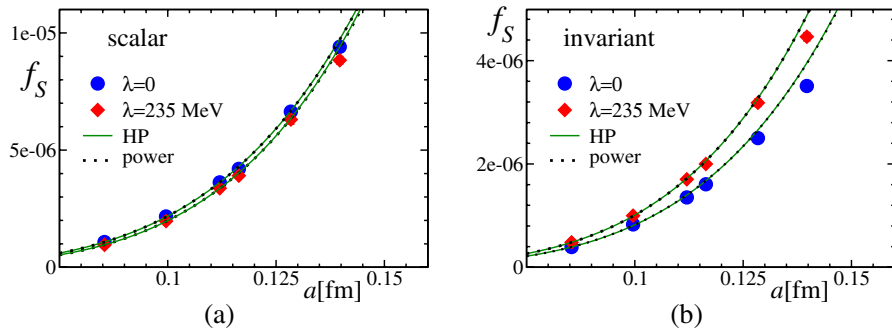 1e-05
scalar
f_S
λ=0
λ=235 MeV
5e-06
HP
power
0
0.1
0.125
0.15
a[fm]
(a)
f_S
invariant
4e-06
λ=0
λ=235 MeV
HP
power
2e-06
0
0.1
0.125
0.15
a[fm]
(b)